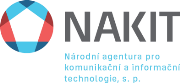 NAKIT
Národní agentura pro
komunikační a informační
technologie, s. p.